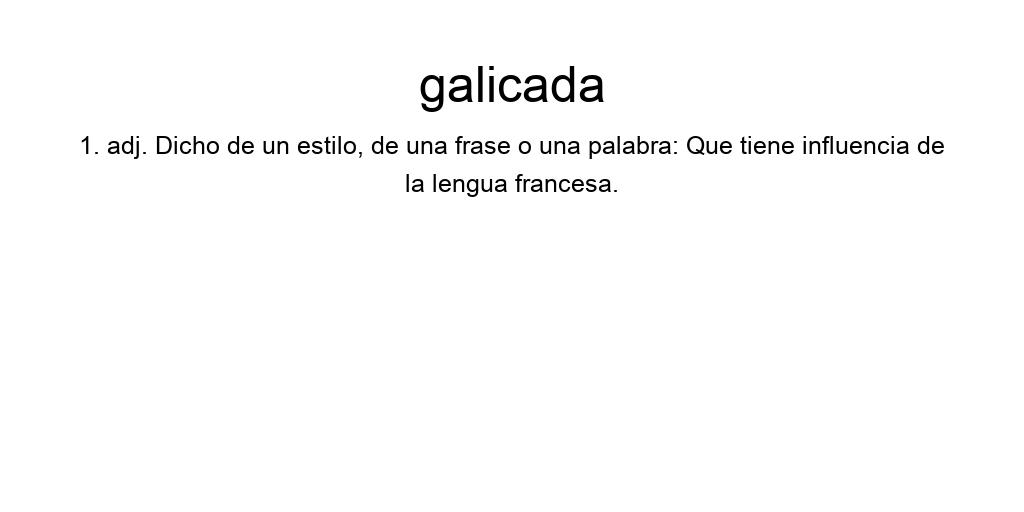 galicada
1. adj. Dicho de un estilo, de una frase o una palabra: Que tiene influencia de
la lengua francesa.